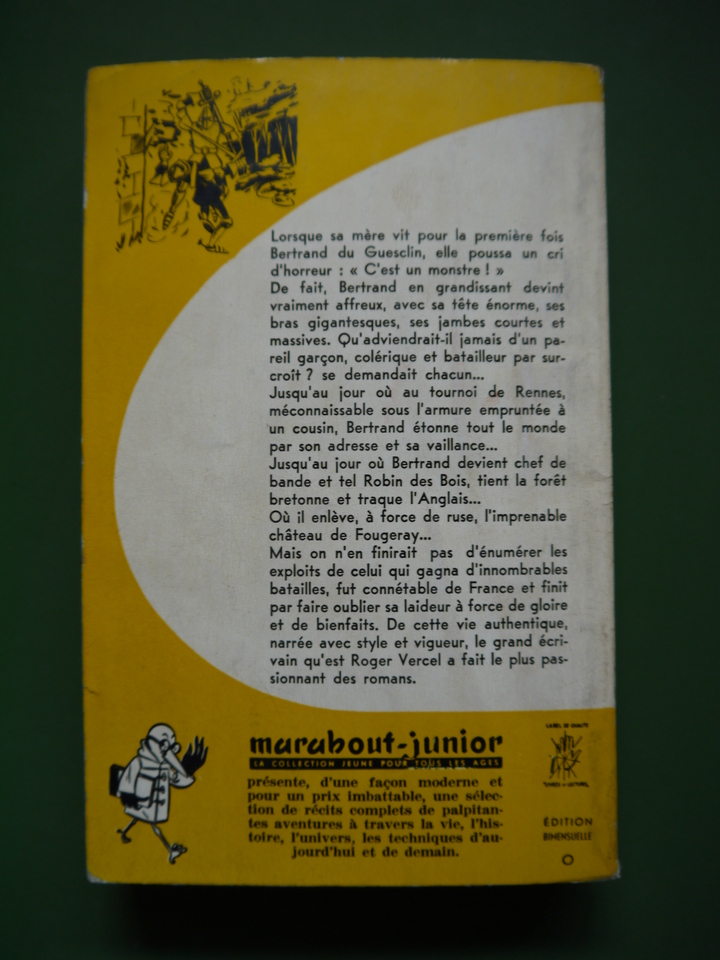 Lorsque sa mère vit pour la première fois
Bertrand du Guesclin, elle poussa un cri
d'horreur : « C'est un monstre ! »
De fait, Bertrand en grandissant devint
vraiment affreux, avec sa tête énorme, ses
bras gigantesques, ses jambes courtes et
massives. Qu'adviendrait-il jamais d'un pa-
reil garçon, colérique et batailleur par sur-
croît ? se demandait chacun...
Jusqu'au jour où au tournoi de Rennes,
méconnaissable sous l'armure empruntée à
un cousin, Bertrand étonne tout le monde
par son adresse et sa vaillance...
Jusqu'au jour où Bertrand devient chef de
bande et tel Robin des Bois, tient la forêt
bretonne et traque l'Anglais...
Où il enlève, à force de ruse, l'imprenable
château de Fougeray...
Mais on n'en finirait pas d'énumérer les
exploits de celui qui gagna d'innombrables
batailles, fut connétable de France et finit
par faire oublier sa laideur à force de gloire
et de bienfaits. De cette vie authentique,
narrée avec style et vigueur, le grand écri-
vain qu'est Roger Vercel a fait le plus pas-
sionnant des romans.
marabout-junior
LA COLLECTION JEUNE POUR TOUS LES AGES
présente, d'une façon moderne et
pour un prix imbattable, une sélec-
tion de récits complets de palpitan-
tes aventures à travers la vie, l'his-
toire, l'univers, les techniques d'au-
jourd'hui et de demain.
LABEL DE QUALITE
ÉDITION
BIMENSUELLE
O